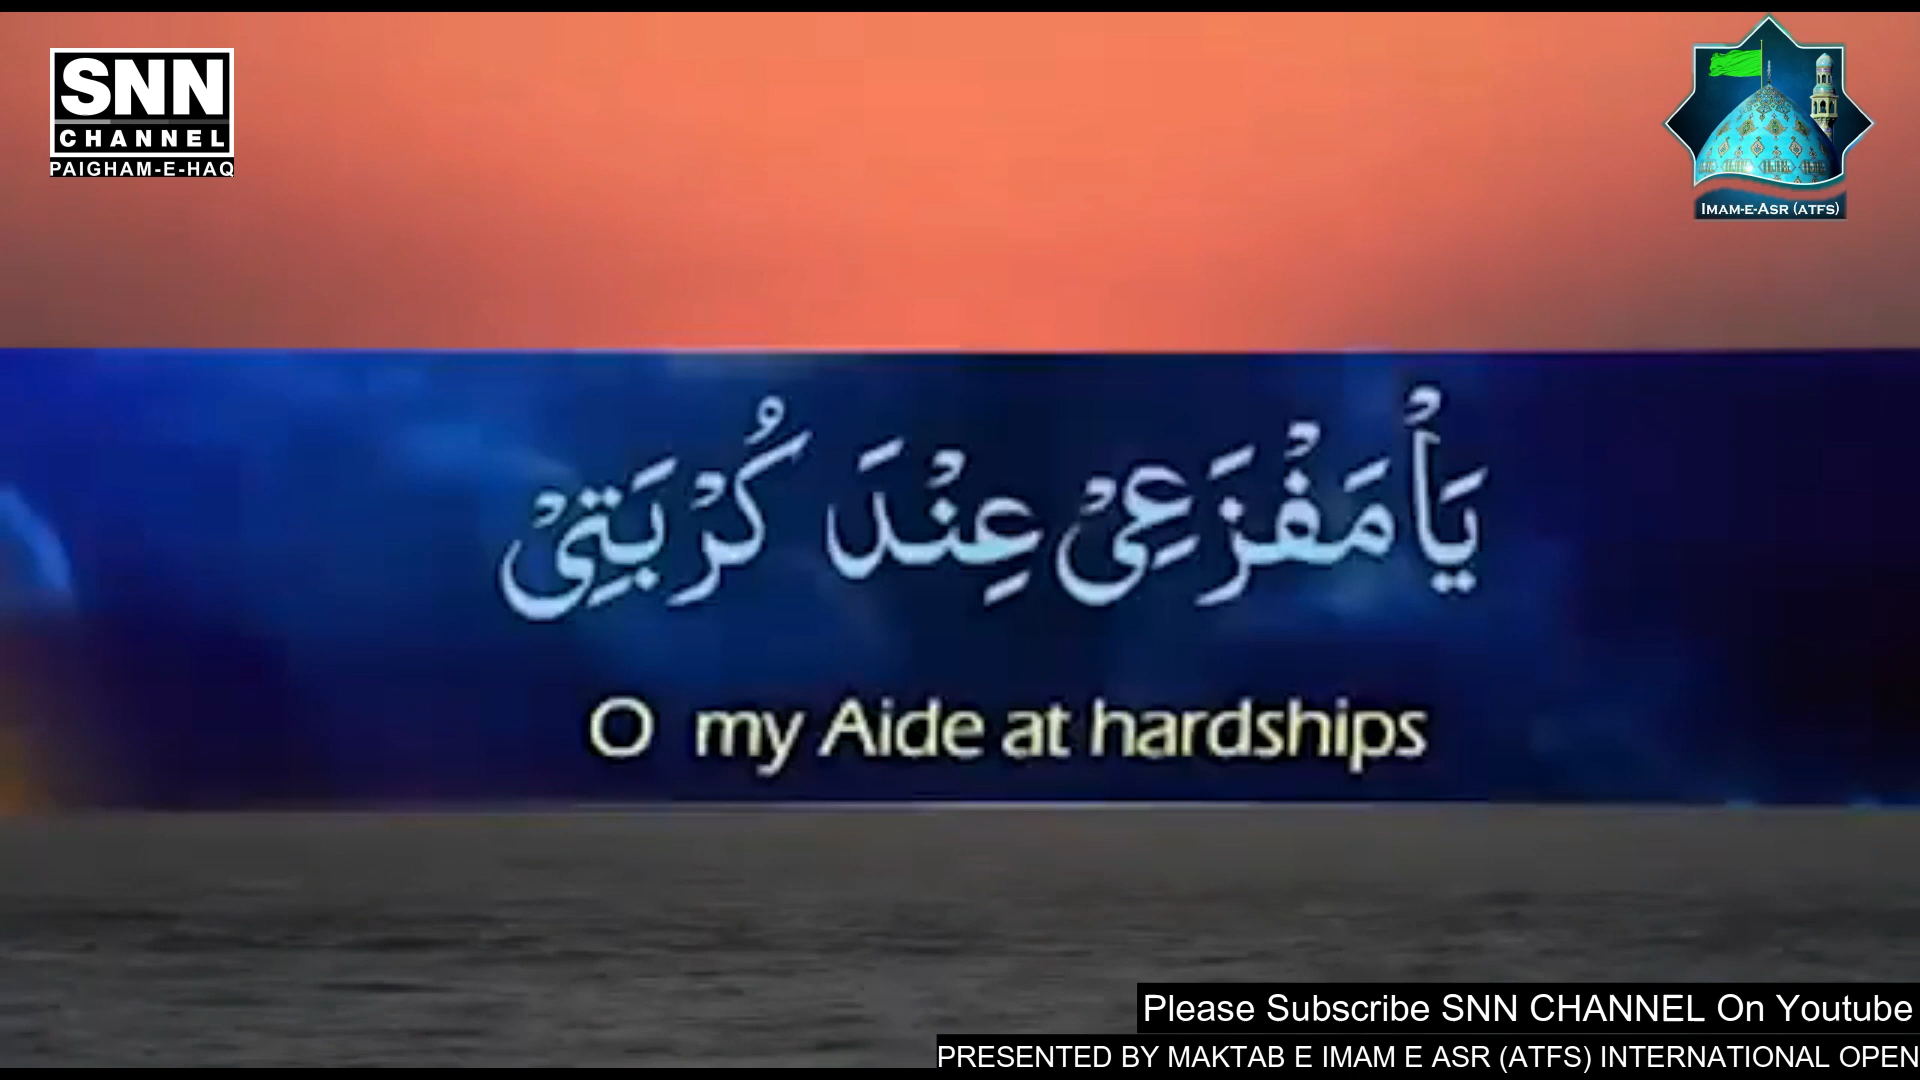 SNN
CHANNEL
PAIGHAM-E-HAQ
IMAM-E-ASR (ATFS)
يَاْ مَفْزَعِىْ عِنْدَ كُرْبَتِىْ
O my Aide at hardships
Please Subscribe SNN CHANNEL On Youtube
PRESENTED BY MAKTAB E IMAM E ASR (ATFS) INTERNATIONAL OPEN